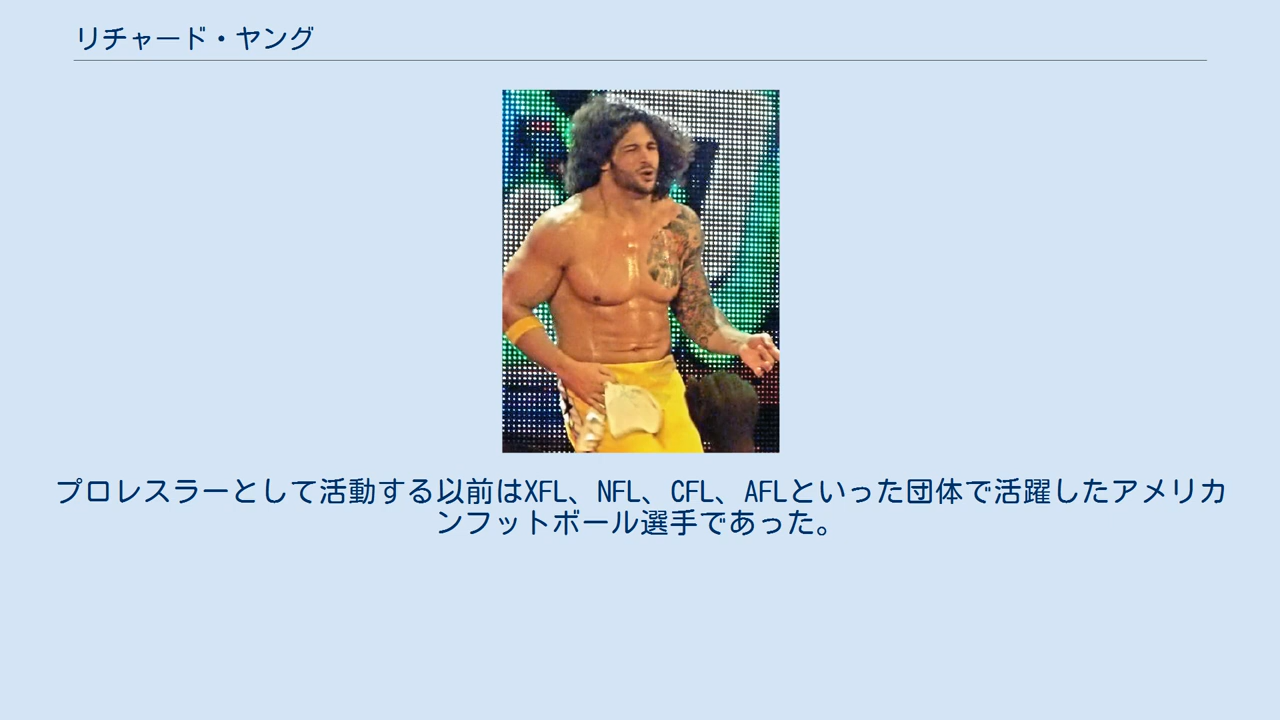 リチャード・ヤング
プロレスラーとして活動する以前はXFL、NFL、CFL、AFLといった団体で活躍したアメリカ
ンフットボール選手であった。